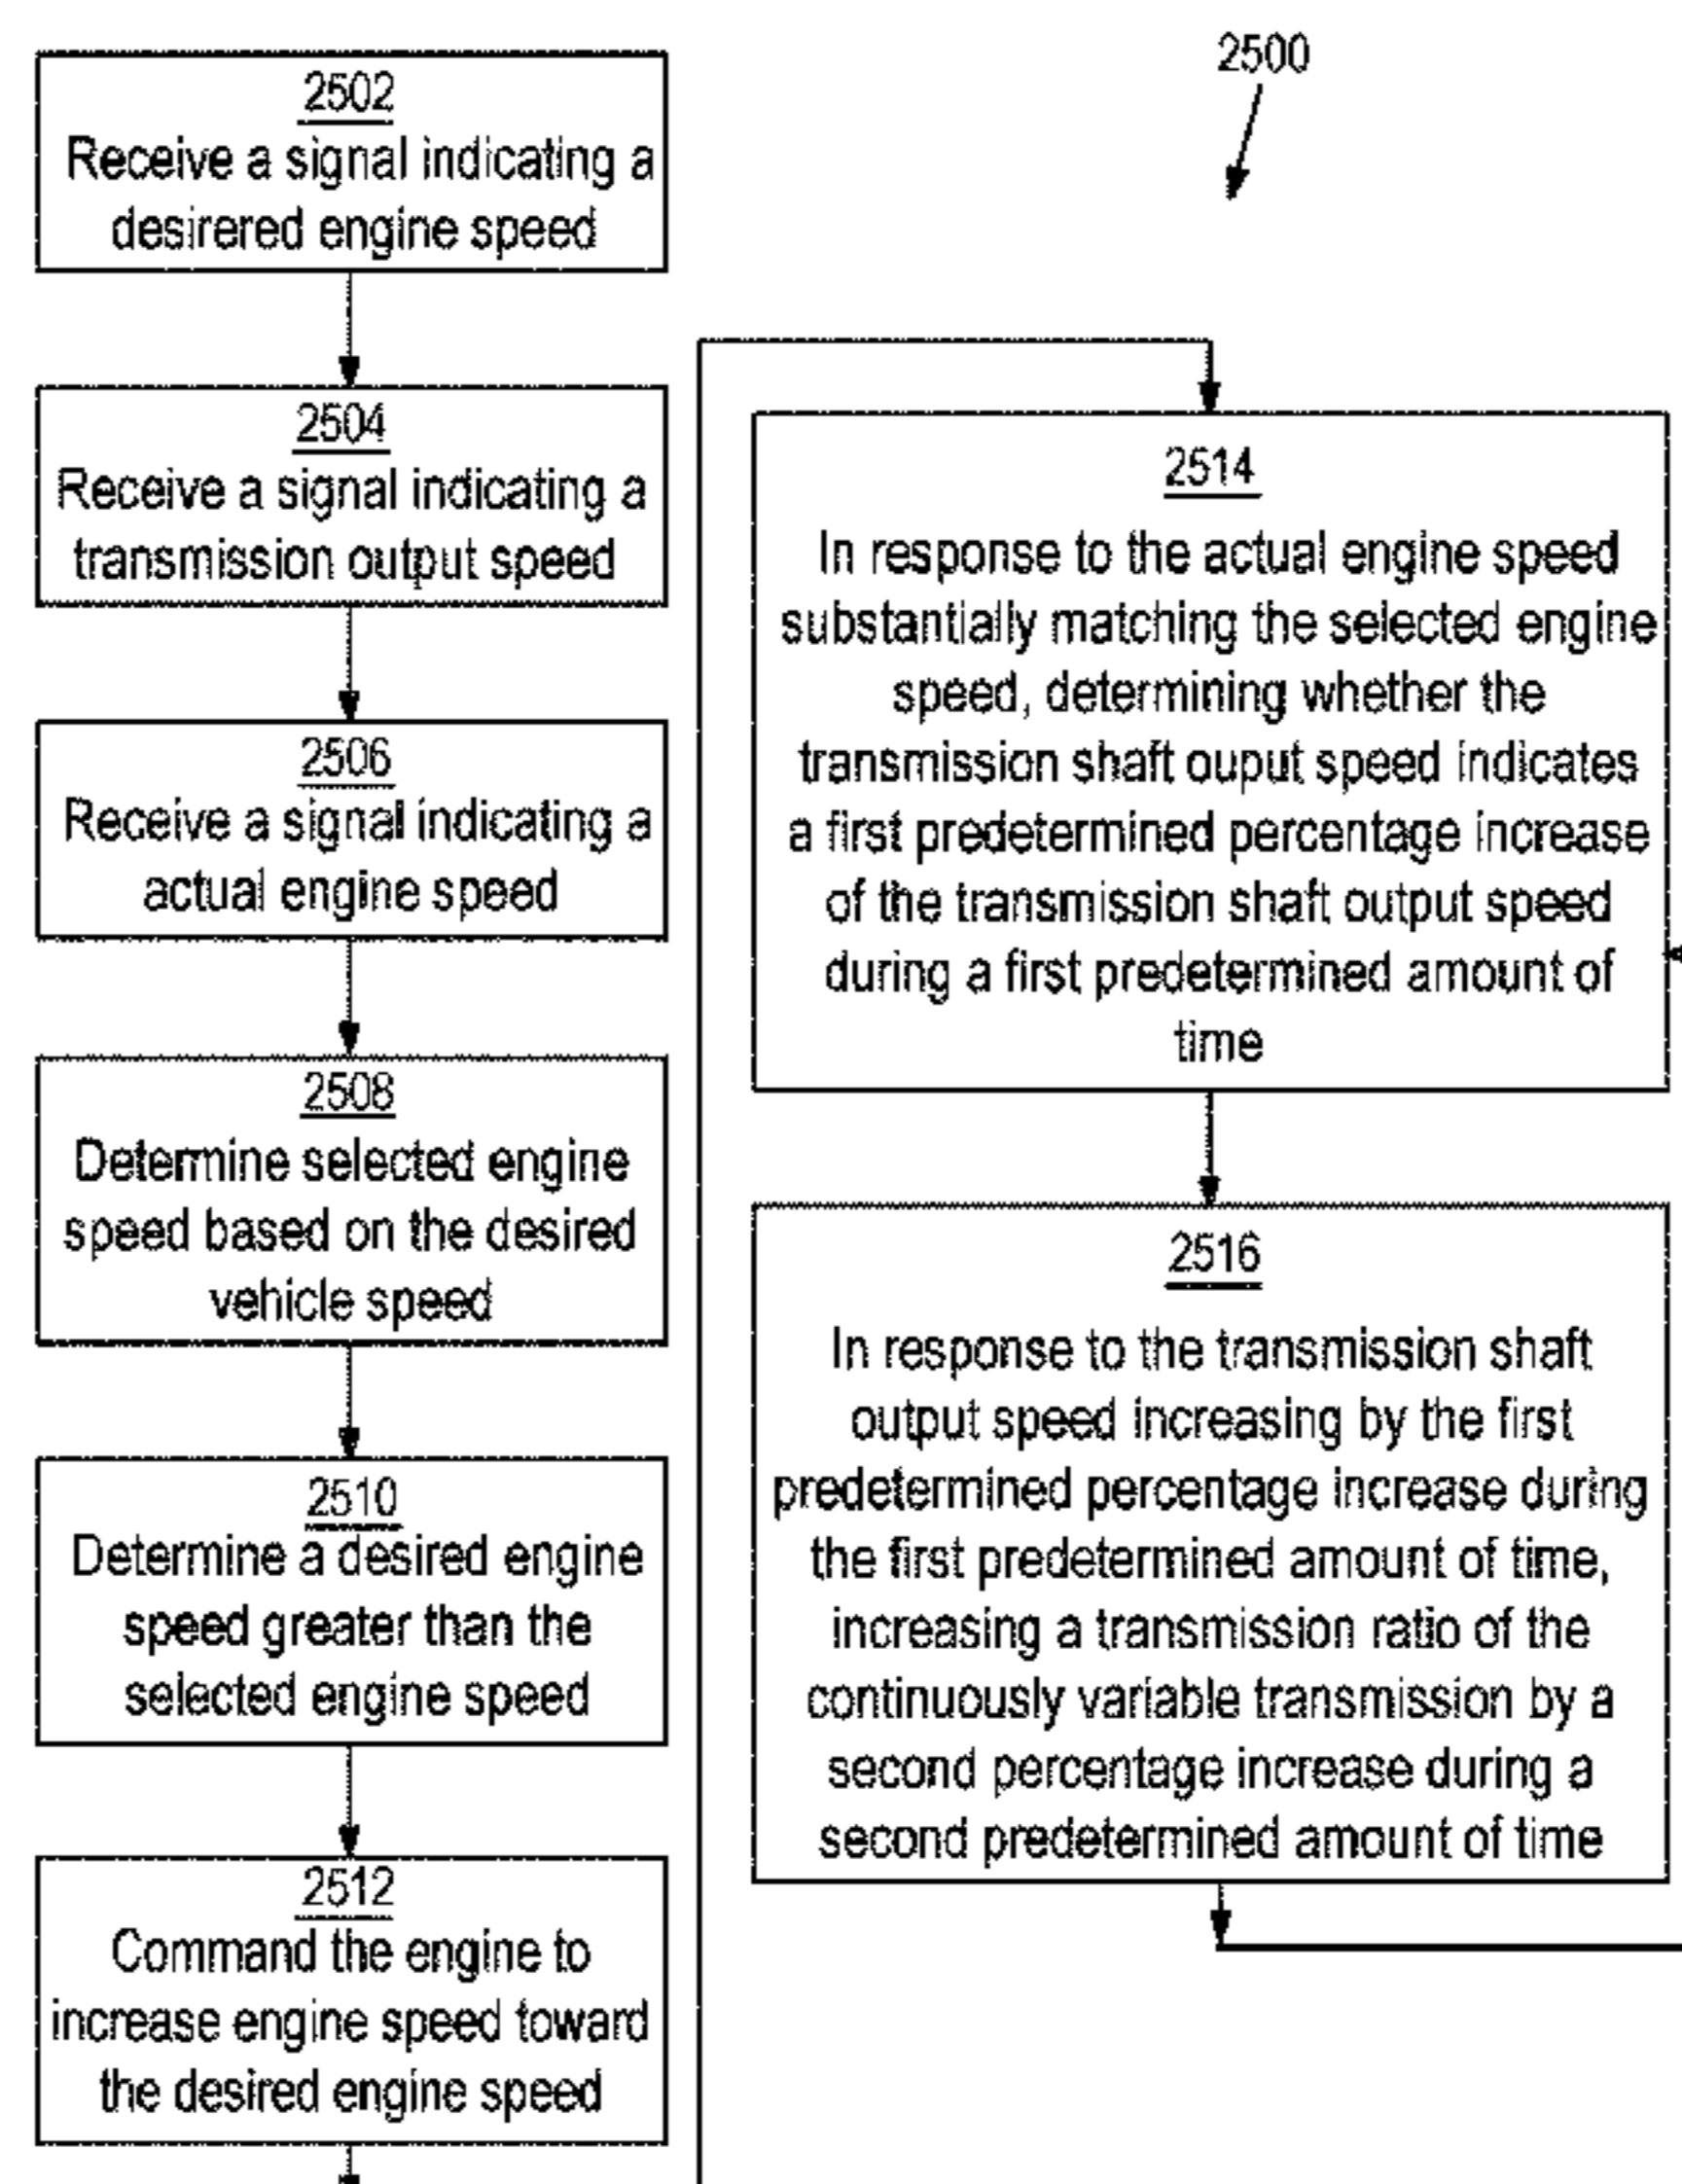 2500
2502
Receive a signal indicating a
desirered engine speed
2504
Receive a signal indicating a
transmission output speed
2506
Receive a signal indicating a
actual engine speed
2508
Determine selected engine
speed based on the desired
vehicle speed
2510
Determine a desired engine
speed greater than the
selected engine speed
2512
Command the engine to
increase engine speed toward
the desired engine speed
2514
In response to the actual engine speed
substantially matching the selected engine
speed, determining whether the
transmission shaft ouput speed indicates
a first predetermined percentage increase
of the transmission shaft output speed
during a first predetermined amount of
time
2516
In response to the transmission shaft
output speed increasing by the first
predetermined percentage increase during
the first predetermined amount of time,
increasing a transmission ratio of the
continuously variable transmission by a
second percentage increase during a
second predetermined amount of time